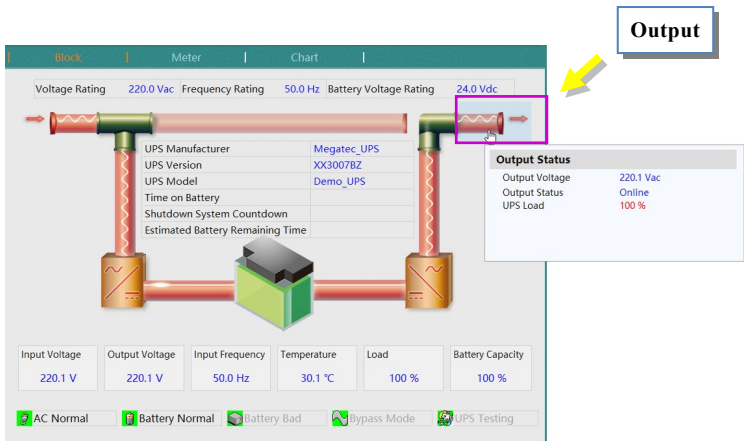 Output
Block | Meter | Chart |
Voltage Rating 220.0 Vac Frequency Rating 50.0 Hz Battery Voltage Rating 24.0 Vdc
UPS Manufacturer Megatec_UPS
UPS Version XX3007BZ
UPS Model Demo_UPS
Time on Battery
Shutdown System Countdown
Estimated Battery Remaining Time
Output Status
Output Voltage 220.1 Vac
Output Status Online
UPS Load 100 %
Input Voltage Output Voltage Input Frequency Temperature Load Battery Capacity
220.1 V 220.1 V 50.0 Hz 30.1 ℃ 100 % 100 %
AC Normal Battery Normal Battery Bad Bypass Mode UPS Testing